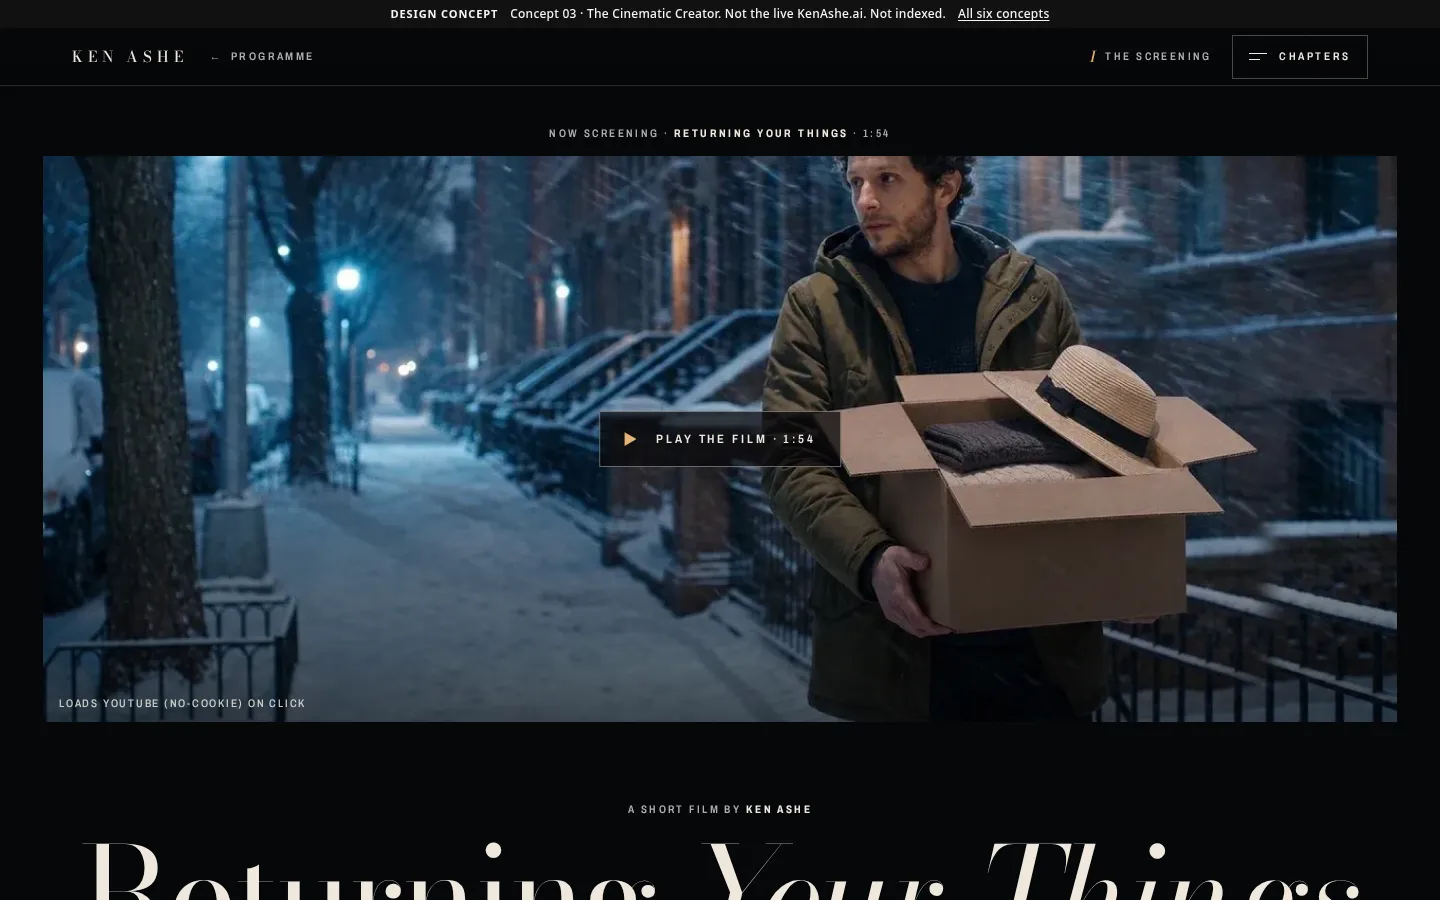 DESIGN CONCEPT Concept 03 · The Cinematic Creator. Not the live KenAshe.ai. Not indexed. All six concepts
KEN ASHE ← PROGRAMME / THE SCREENING CHAPTERS
NOW SCREENING · RETURNING YOUR THINGS · 1:54
PLAY THE FILM · 1:54
LOADS YOUTUBE (NO-COOKIE) ON CLICK
A SHORT FILM BY KEN ASHE
Returning Your Things